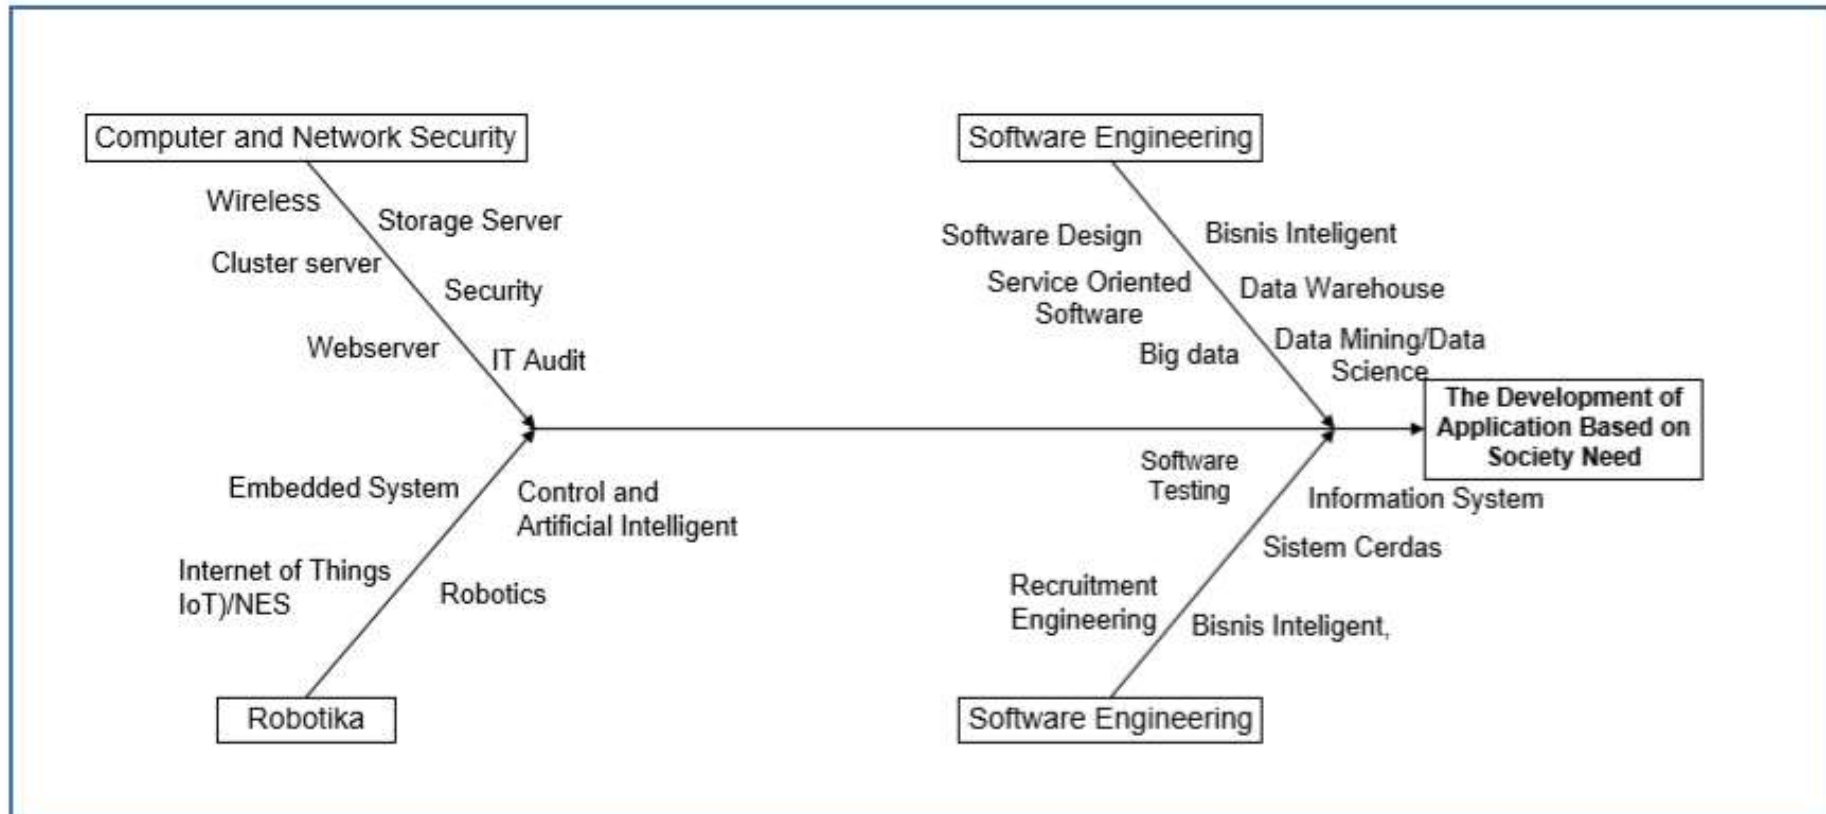 Computer and Network Security
Software Engineering
Wireless
Storage Server
Cluster server
Security
Webserver
IT Audit
Software Design
Bisnis Inteligent
Service Oriented
Software
Data Warehouse
Big data
Data Mining/Data
Science
The Development of
Application Based on
Society Need
Embedded System
Control and
Artificial Intelligent
Internet of Things
IoT)/NES
Robotics
Software
Testing
Information System
Sistem Cerdas
Recruitment
Engineering
Bisnis Inteligent,
Robotika
Software Engineering